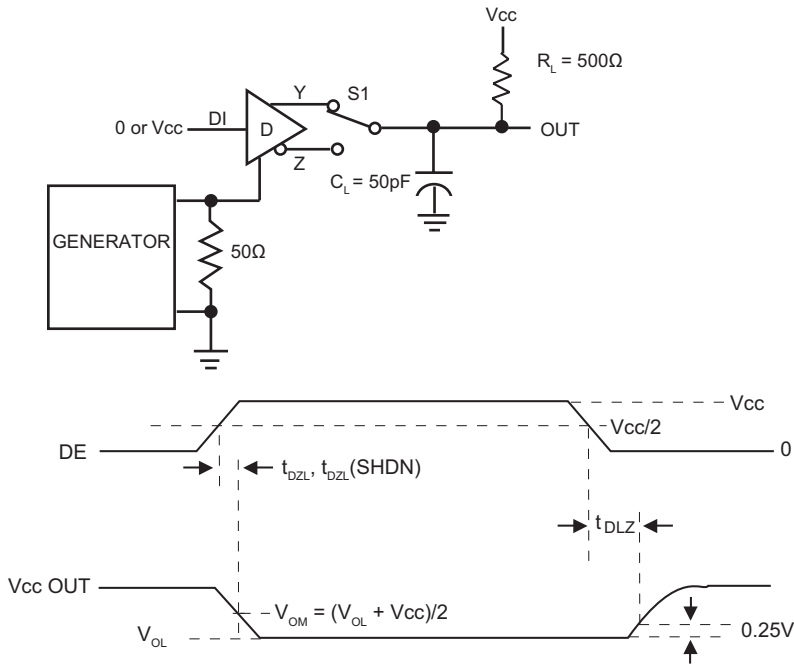 Vcc
R_L = 500Ω
Y
S1
0 or Vcc
DI
D
OUT
Z
C_L = 50pF
GENERATOR
50Ω
Vcc
Vcc/2
DE
0
t_DZL, t_DZL(SHDN)
t_DLZ
Vcc OUT
V_OM = (V_OL + Vcc)/2
0.25V
V_OL